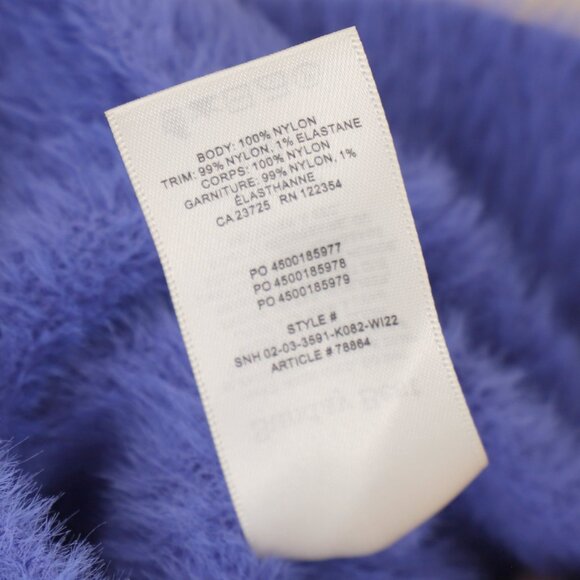 BODY: 100% NYLON
TRIM: 99% NYLON, 1% ELASTANE
CORPS: 100% NYLON
GARNITURE: 99% NYLON, 1%
ÉLASTHANNE
CA 23725 RN 122354
PO 4500185977
PO 4500185978
PO 4500185979
STYLE #
SNH 02-03-3591-K082-WI22
ARTICLE # 78864